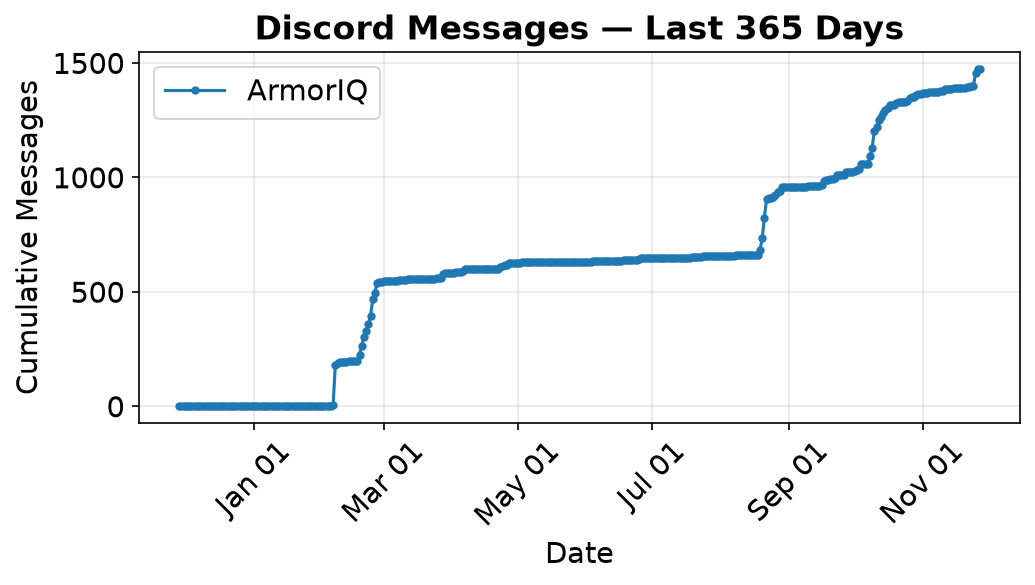 Discord Messages — Last 365 Days
ArmorIQ
Cumulative Messages
1500
1000
500
0
Jan 01
Mar 01
May 01
Jul 01
Sep 01
Nov 01
Date